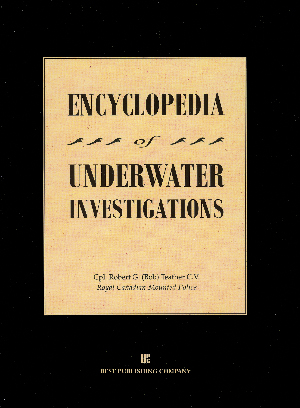 ENCYCLOPEDIA
of
UNDERWATER
INVESTIGATIONS
Cpl. Robert G. (Bob) Teather C.V.
Royal Canadian Mounted Police
BEST PUBLISHING COMPANY